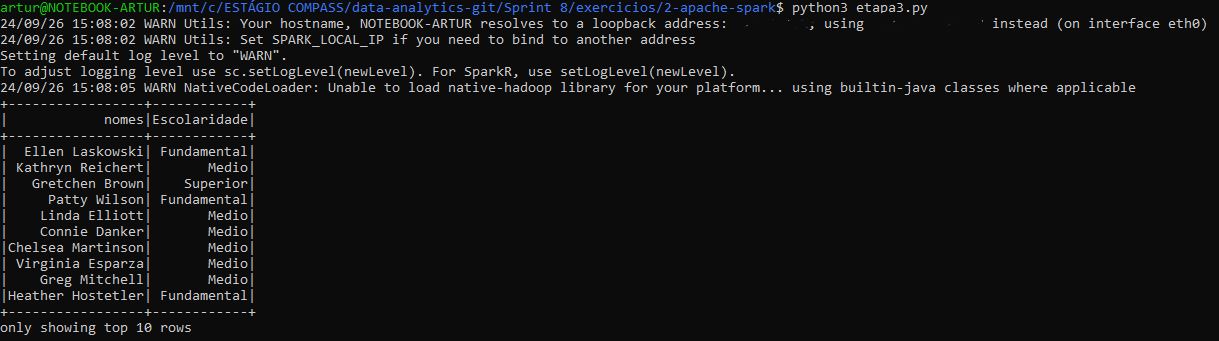 artur@NOTEBOOK-ARTUR:/mnt/c/ESTÁGIO COMPASS/data-analytics-git/Sprint 8/exercicios/2-apache-spark$ python3 etapa3.py
24/09/26 15:08:02 WARN Utils: Your hostname, NOTEBOOK-ARTUR resolves to a loopback address: , using instead (on interface eth0)
24/09/26 15:08:02 WARN Utils: Set SPARK_LOCAL_IP if you need to bind to another address
Setting default log level to "WARN".
To adjust logging level use sc.setLogLevel(newLevel). For SparkR, use setLogLevel(newLevel).
24/09/26 15:08:05 WARN NativeCodeLoader: Unable to load native-hadoop library for your platform... using builtin-java classes where applicable
+-----------------+------------+
|            nomes|Escolaridade|
+-----------------+------------+
|  Ellen Laskowski| Fundamental|
| Kathryn Reichert|       Medio|
|   Gretchen Brown|    Superior|
|     Patty Wilson| Fundamental|
|    Linda Elliott|       Medio|
|    Connie Danker|       Medio|
|Chelsea Martinson|       Medio|
| Virginia Esparza|       Medio|
|    Greg Mitchell|       Medio|
|Heather Hostetler| Fundamental|
+-----------------+------------+
only showing top 10 rows